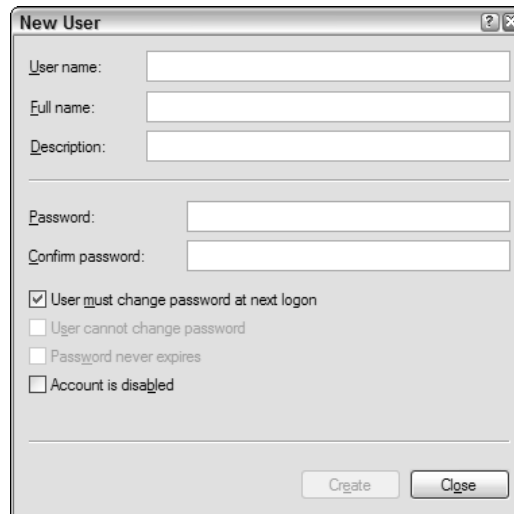 New User
?
User name:
Full name:
Description:
Password:
Confirm password:
User must change password at next logon
User cannot change password
Password never expires
Account is disabled
Create Close